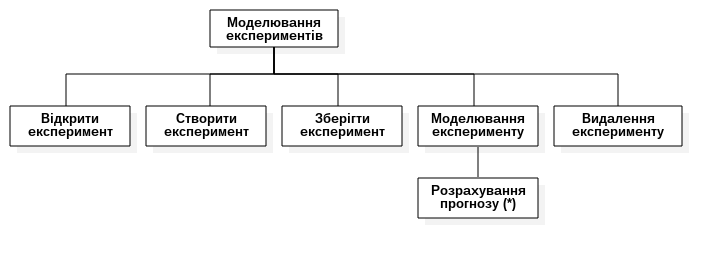 Моделювання
експериментів
Відкрити
експеримент
Створити
експеримент
Зберігти
експеримент
Моделювання
експерименту
Видалення
експерименту
Розрахування
прогнозу (*)